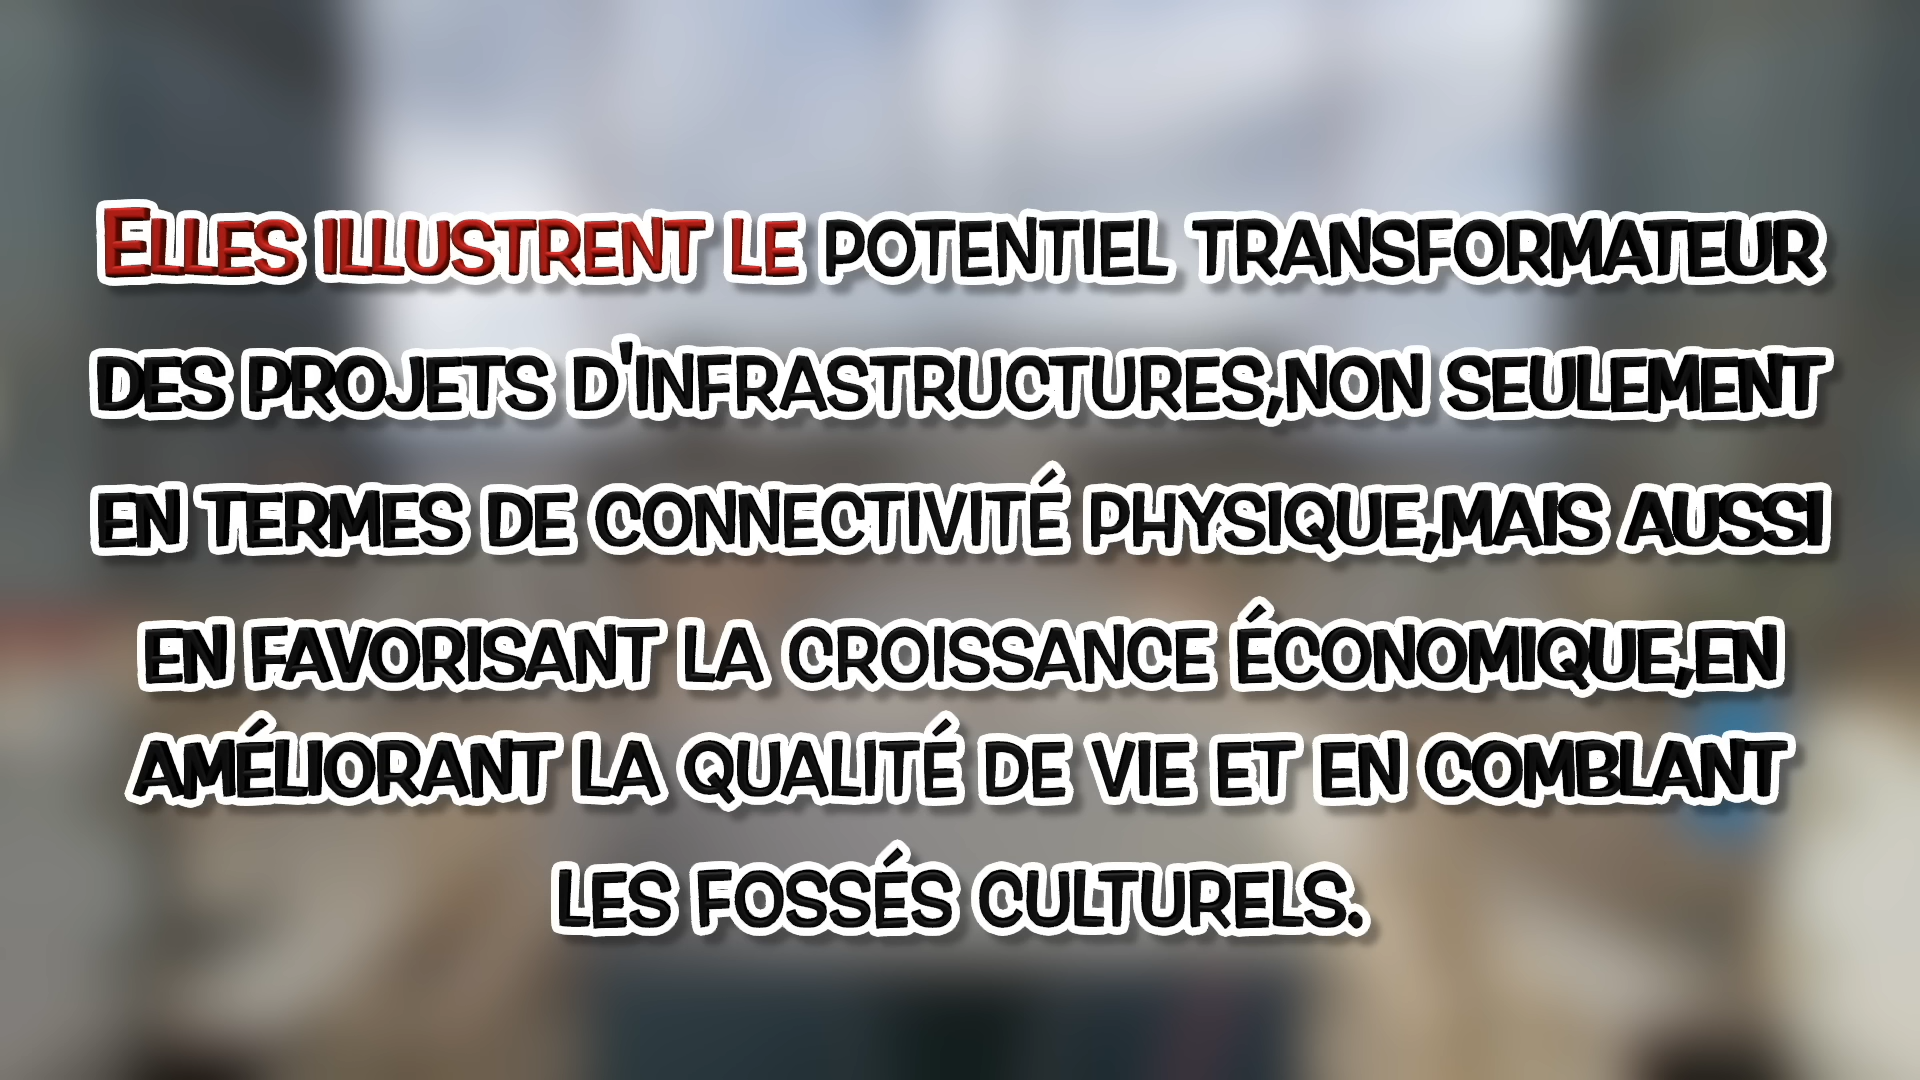 Elles illustrent le potentiel transformateur
des projets d'infrastructures,non seulement
en termes de connectivité physique,mais aussi
en favorisant la croissance économique,en
améliorant la qualité de vie et en comblant
les fossés culturels.